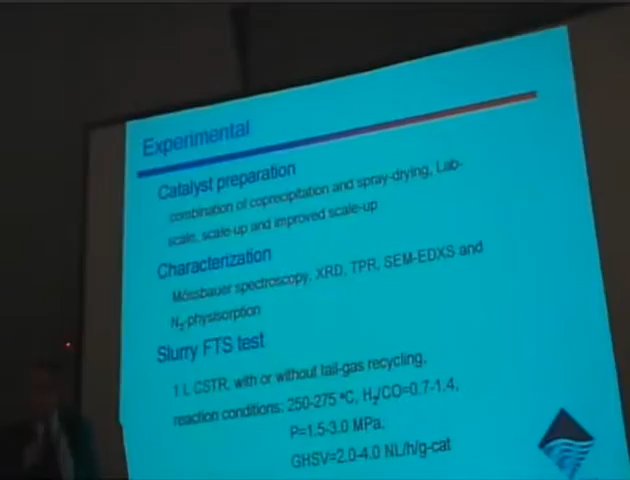 Experimental
Catalyst preparation
combination of coprecipitation and spray-drying, Lab-
scale, scale-up and improved scale-up
Characterization
Mössbauer spectroscopy, XRD, TPR, SEM-EDXS and
N2-physisorption
Slurry FTS test
1 L CSTR, with or without tail-gas recycling,
reaction conditions: 250-275 ºC, H2/CO=0.7-1.4,
P=1.5-3.0 MPa,
GHSV=2.0-4.0 NL/h/g-cat